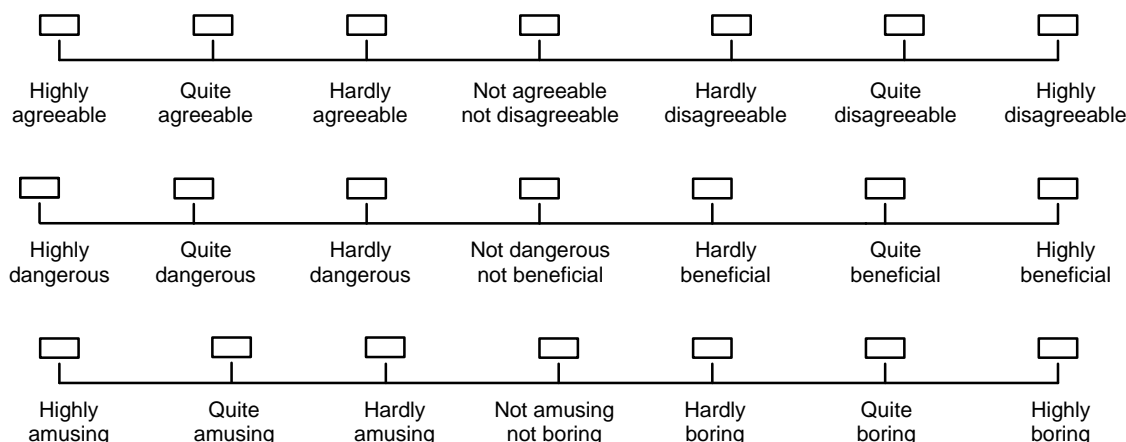 Highly Quite Hardly Not agreeable Hardly Quite Highly
agreeable agreeable agreeable not disagreeable disagreeable disagreeable disagreeable
Highly Quite Hardly Not dangerous Hardly Quite Highly
dangerous dangerous dangerous not beneficial beneficial beneficial beneficial
Highly Quite Hardly Not amusing Hardly Quite Highly
amusing amusing amusing not boring boring boring boring